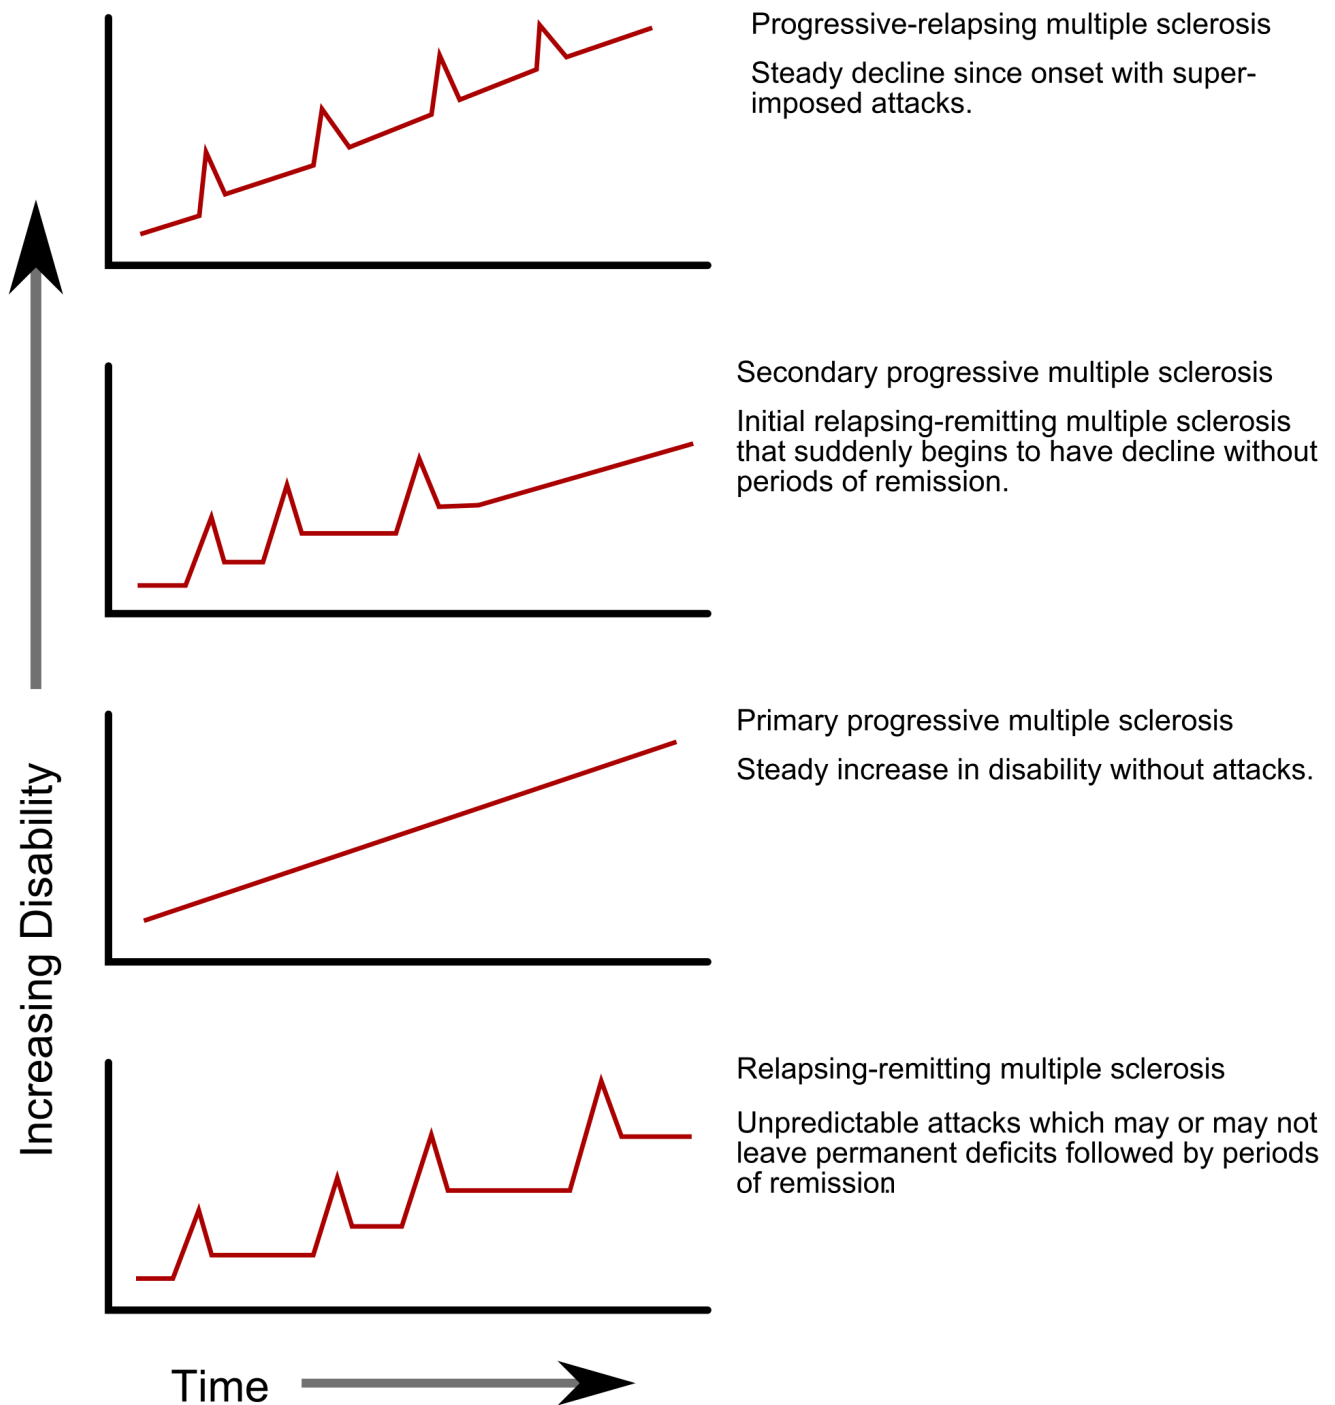 Progressive-relapsing multiple sclerosis
Steady decline since onset with super-
imposed attacks.
Secondary progressive multiple sclerosis
Initial relapsing-remitting multiple sclerosis
that suddenly begins to have decline without
periods of remission.
Primary progressive multiple sclerosis
Steady increase in disability without attacks.
Relapsing-remitting multiple sclerosis
Unpredictable attacks which may or may not
leave permanent deficits followed by periods
of remission.
Increasing Disability
Time